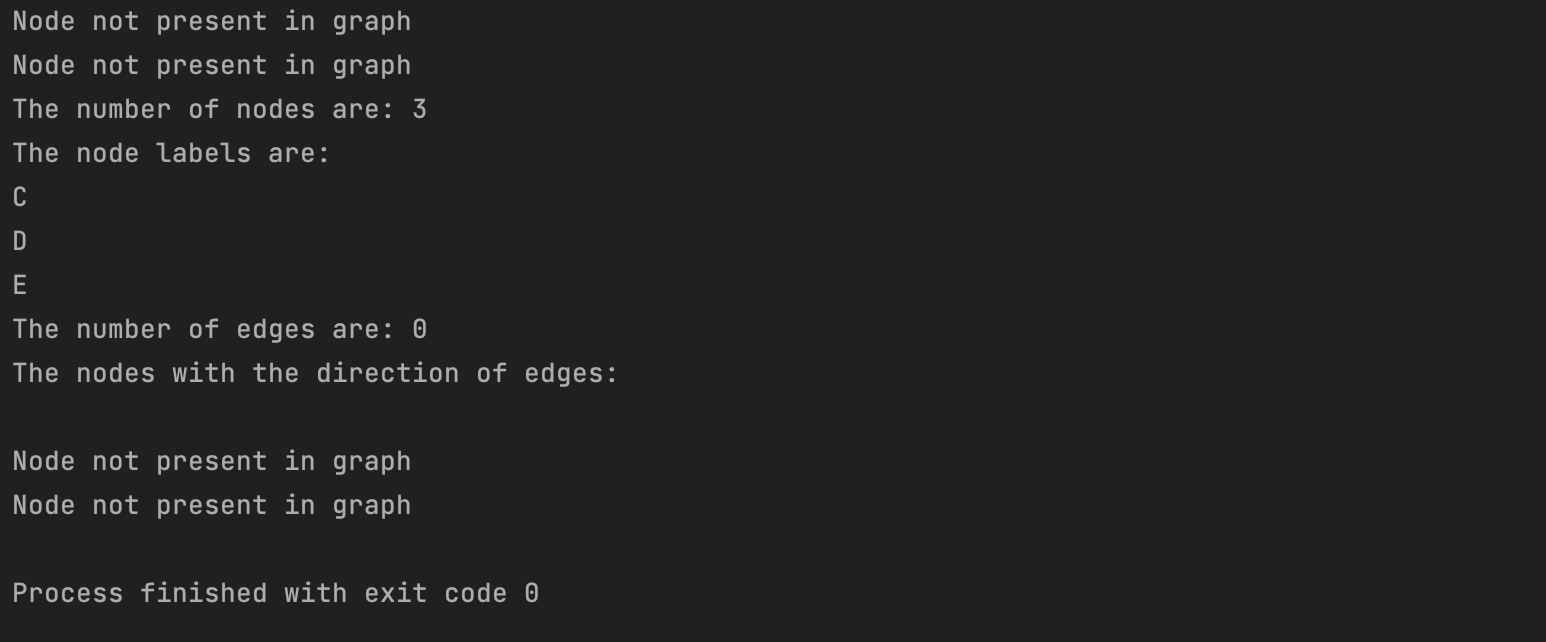 Node not present in graph
Node not present in graph
The number of nodes are: 3
The node labels are:
C
D
E
The number of edges are: 0
The nodes with the direction of edges:
Node not present in graph
Node not present in graph
Process finished with exit code 0